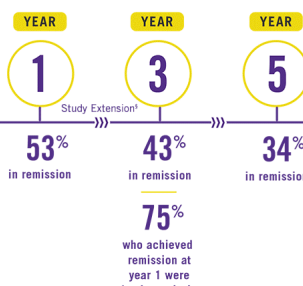 YEAR YEAR YEAR
1 3 5
Study Extension§
53% 43% 34%
in remission in remission in remission
75%
who achieved
remission at
year 1 were